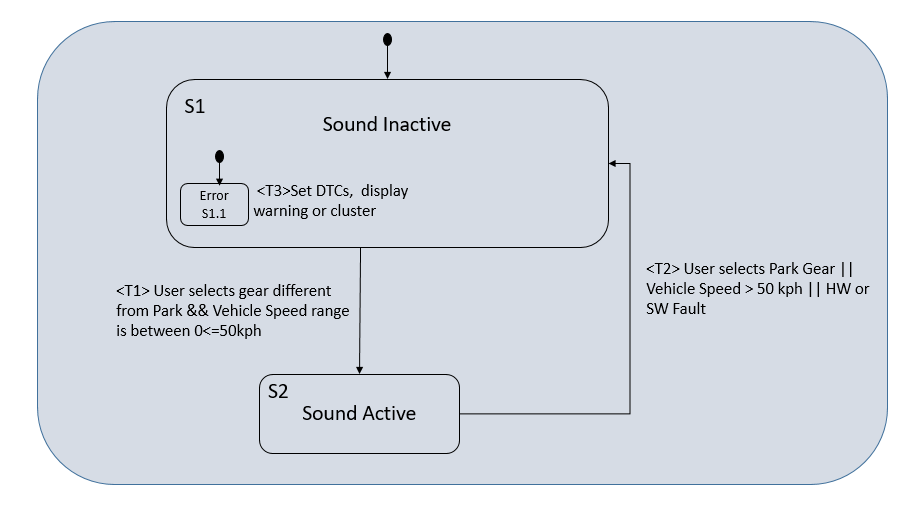 S1
Sound Inactive
Error
S1.1
<T3>Set DTCs, display
warning or cluster
<T1> User selects gear different
from Park && Vehicle Speed range
is between 0<=50kph
<T2> User selects Park Gear ||
Vehicle Speed > 50 kph || HW or
SW Fault
S2
Sound Active